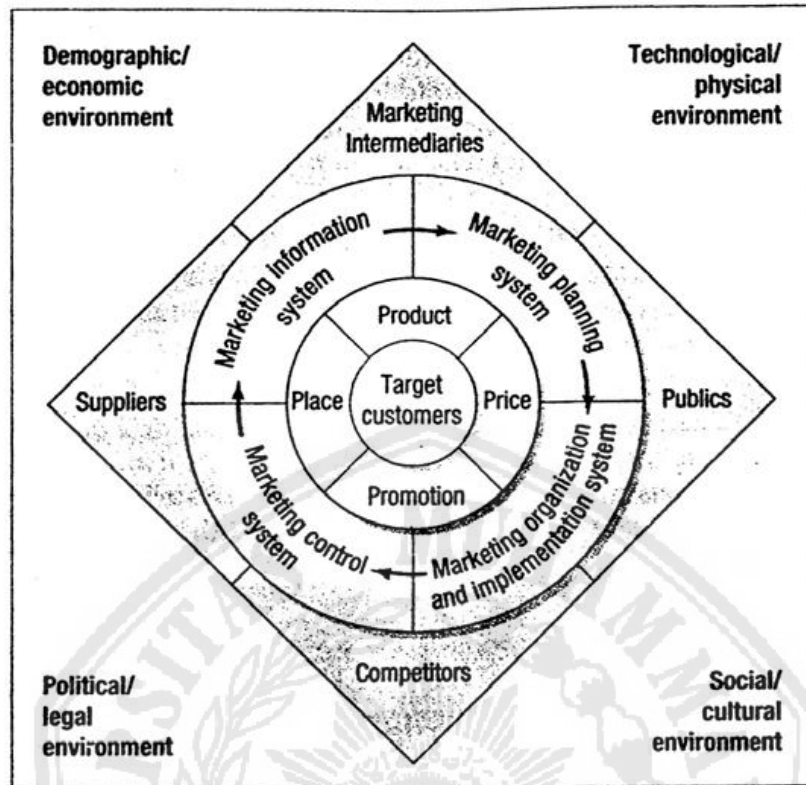 Demographic/
economic
environment
Technological/
physical
environment
Marketing
Intermediaries
Marketing information
system
Marketing planning
system
Product
Suppliers
Place
Target
customers
Price
Publics
Promotion
Marketing control
system
Marketing organization
and implementation system
Competitors
Political/
legal
environment
Social/
cultural
environment